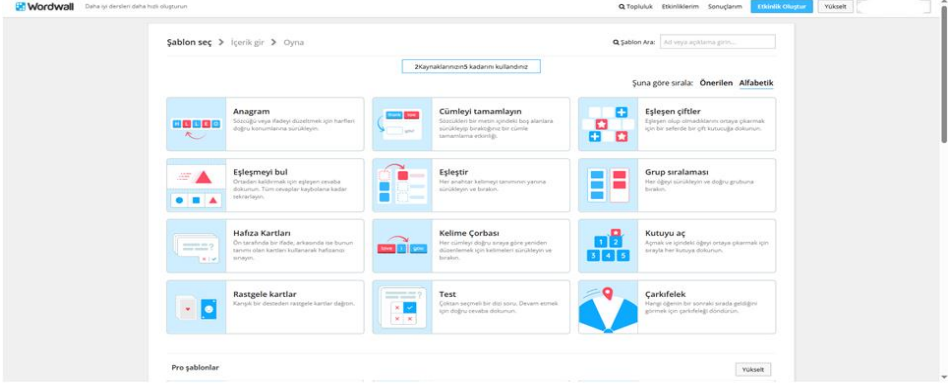 Wordwall Daha iyi dersleri daha hızlı oluşturun
Topluluk Etkinliklerim Sonuçlarım Etkinlik Oluştur Yükselt
Şablon seç > İçerik gir > Oyna
Şablon Ara: Ad veya açıklama girin...
2Kaynaklarınızın5 kadarını kullandınız
Şuna göre sırala: Önerilen Alfabetik
Anagram
Sözcüğü veya ifadeyi düzeltmek için harfleri
doğru konumlarına sürükleyin.
H L L E O
Cümleyi tamamlayın
Sözcükleri bir metin içindeki boş alanlara
sürükleyip bıraktığınız bir cümle
tamamlama etkinliği.
Eşleşen çiftler
Eşleşen olup olmadıklarını ortaya çıkarmak
için bir seferde bir çift kutucuğa dokunun.
Eşleşmeyi bul
Ortadan kaldırmak için eşleşen cevaba
dokunun. Tüm cevaplar kaybolana kadar
tekrarlayın.
Eşleştir
Her anahtar kelimeyi tanımının yanına
sürükleyin ve bırakın.
Grup sıralaması
Her öğeyi sürükleyin ve doğru grubuna
bırakın.
Hafıza Kartları
Ön tarafında bir ifade, arkasında ise bunun
tanımı olan kartları kullanarak hafızanızı
sınayın.
Kelime Çorbası
Her cümleyi doğru sıraya göre yeniden
düzenlemek için kelimeleri sürükleyin ve
bırakın.
Kutuyu aç
Açmak ve içindeki öğeyi ortaya çıkarmak için
sırayla her kutuya dokunun.
1 2
3 4 5
Rastgele kartlar
Karışık bir desteden rastgele kartlar dağıtın.
Test
Çoktan seçmeli bir dizi soru. Devam etmek
için doğru cevaba dokunun.
Çarkıfelek
Hangi öğenin bir sonraki sırada geldiğini
görmek için çarkıfeleği döndürün.
Pro şablonlar Yükselt